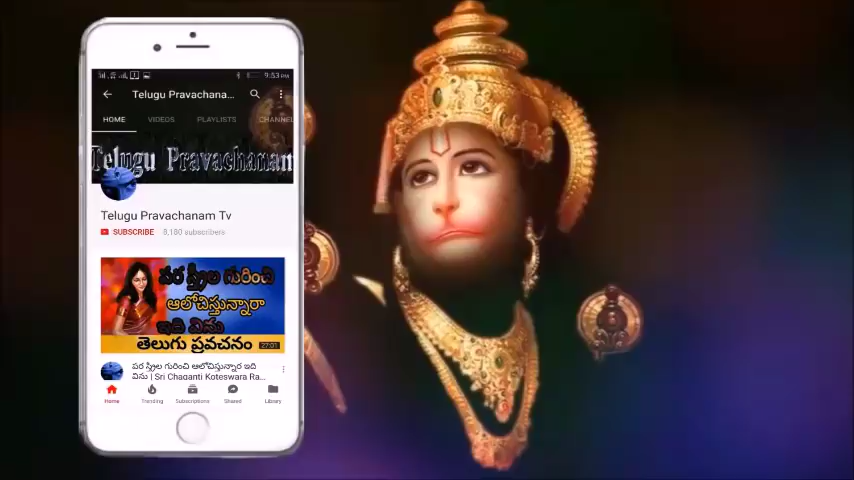 9:53 PM
Telugu Pravachana...
HOME VIDEOS PLAYLISTS CHANNEL
Telugu Pravachanam
Telugu Pravachanam Tv
SUBSCRIBE 8,180 subscribers
పర స్త్రీల గురించి
ఆలోచిస్తున్నారా
ఇది విను
తెలుగు ప్రవచనం 27:01
పర స్త్రీల గురించి ఆలోచిస్తున్నార ఇది
విను | Sri Chaganti Koteswara Ra...
Home Trending Subscriptions Shared Library